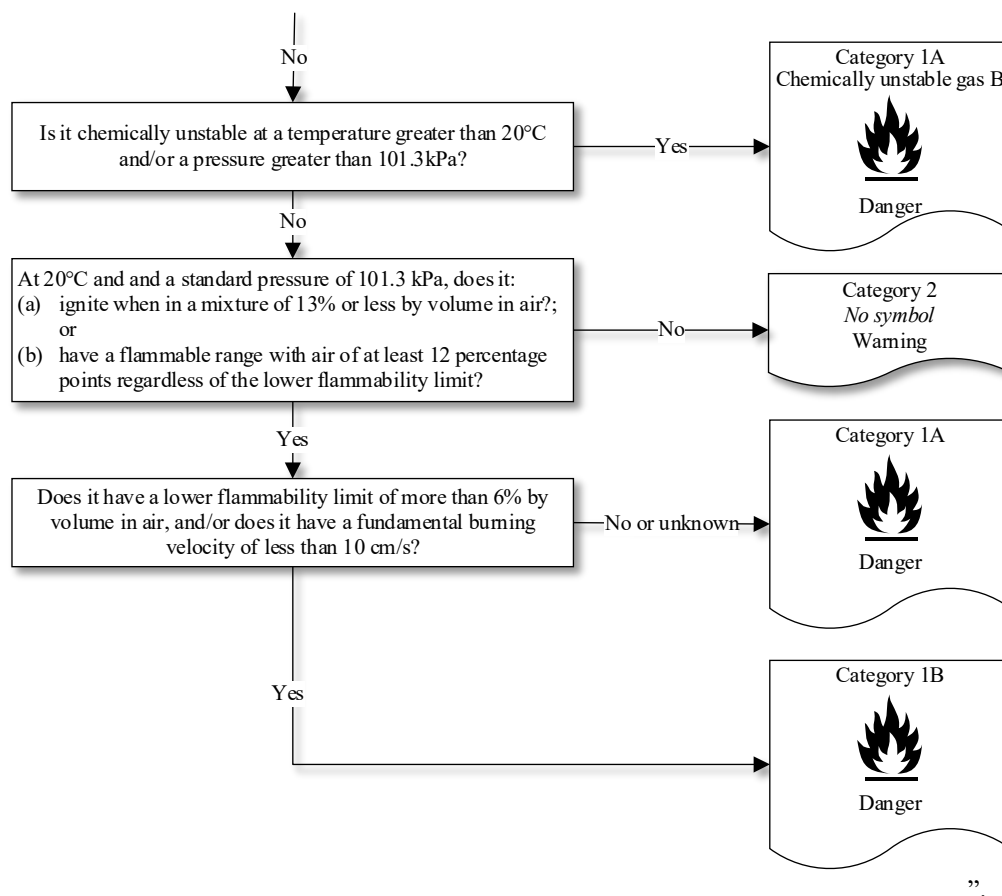 No
Category 1A
Chemically unstable gas B
Danger
Is it chemically unstable at a temperature greater than 20°C
and/or a pressure greater than 101.3kPa?
Yes
No
At 20°C and and a standard pressure of 101.3 kPa, does it:
(a) ignite when in a mixture of 13% or less by volume in air?;
or
(b) have a flammable range with air of at least 12 percentage
points regardless of the lower flammability limit?
No
Category 2
No symbol
Warning
Yes
Category 1A
Danger
Does it have a lower flammability limit of more than 6% by
volume in air, and/or does it have a fundamental burning
velocity of less than 10 cm/s?
No or unknown
Yes
Category 1B
Danger
”.